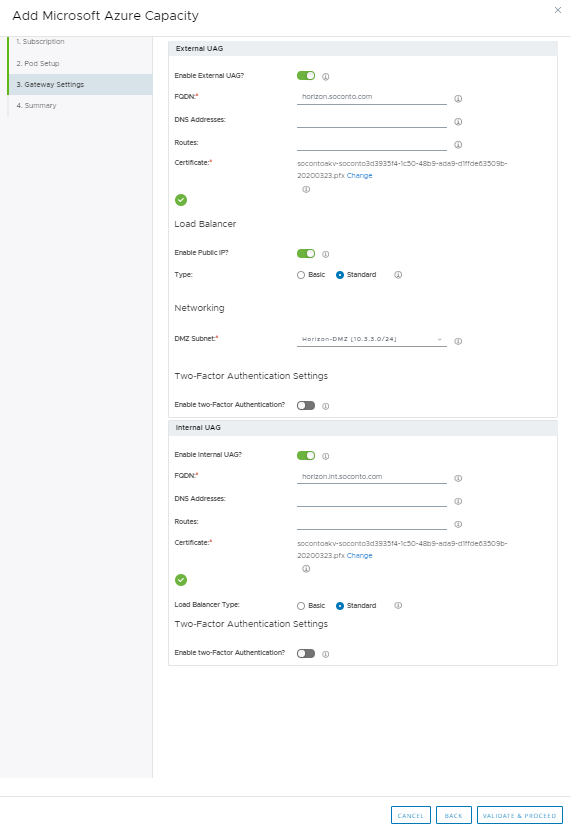 Add Microsoft Azure Capacity
1. Subscription
2. Pod Setup
3. Gateway Settings
4. Summary
External UAG
Enable External UAG?
FQDN:* horizon.soconto.com
DNS Addresses:
Routes:
Certificate:* socontoakv-soconto3d3935f4-1c50-48b9-ada9-d1ffde63509b-
20200323.pfx Change
Load Balancer
Enable Public IP?
Type: Basic Standard
Networking
DMZ Subnet:* Horizon-DMZ [10.3.3.0/24]
Two-Factor Authentication Settings
Enable two-Factor Authentication?
Internal UAG
Enable Internal UAG?
FQDN:* horizon.int.soconto.com
DNS Addresses:
Routes:
Certificate:* socontoakv-soconto3d3935f4-1c50-48b9-ada9-d1ffde63509b-
20200323.pfx Change
Load Balancer Type: Basic Standard
Two-Factor Authentication Settings
Enable two-Factor Authentication?
CANCEL BACK VALIDATE & PROCEED